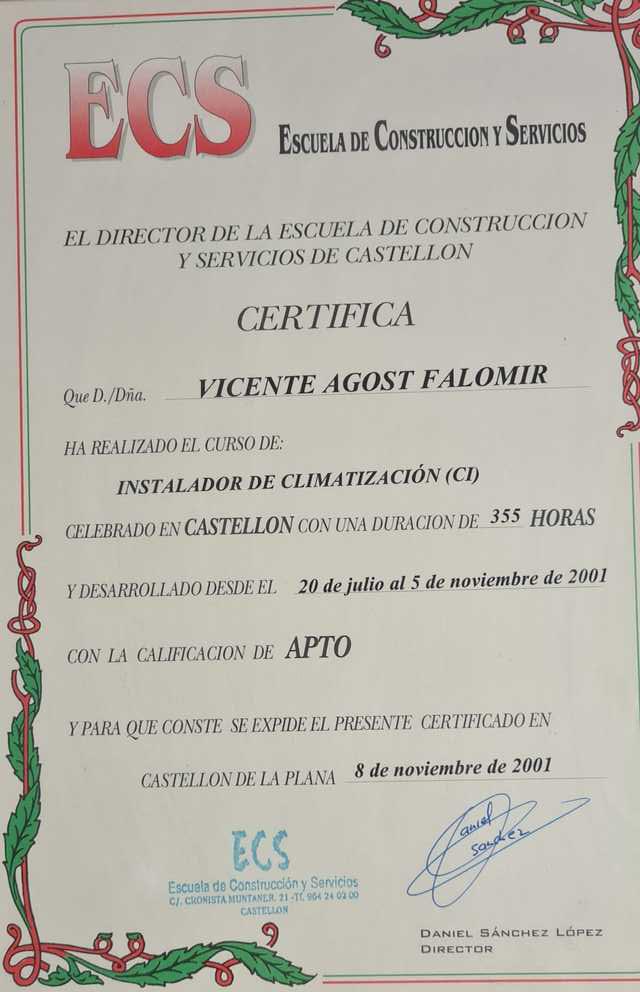 ECS
ESCUELA DE CONSTRUCCION Y SERVICIOS
EL DIRECTOR DE LA ESCUELA DE CONSTRUCCION
Y SERVICIOS DE CASTELLON
CERTIFICA
Que D./Dña. VICENTE AGOST FALOMIR
HA REALIZADO EL CURSO DE:
INSTALADOR DE CLIMATIZACIÓN (CI)
CELEBRADO EN CASTELLON CON UNA DURACION DE 355 HORAS
Y DESARROLLADO DESDE EL 20 de julio al 5 de noviembre de 2001
CON LA CALIFICACION DE APTO
Y PARA QUE CONSTE SE EXPIDE EL PRESENTE CERTIFICADO EN
CASTELLON DE LA PLANA 8 de noviembre de 2001
ECS
Escuela de Construcción y Servicios
C/. CRONISTA MUNTANER, 21 -Tf. 964 24 02 00
CASTELLON
Daniel
Sanchez
DANIEL SÁNCHEZ LÓPEZ
DIRECTOR